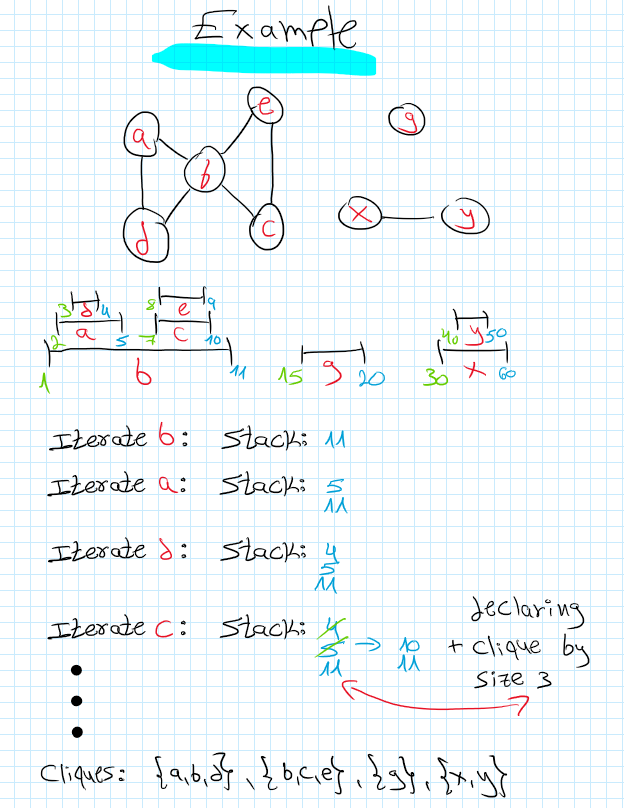 Example
a e g
b
d c x y
3 d 4 8 e 9
2 a 5 7 c 10 40 y 50
1 b 11 15 g 20 30 x 60
Iterate b: Stack: 11
Iterate a: Stack: 5
11
Iterate d: Stack: 4
5
11
Iterate c: Stack: 4
5 → 10
11 11
declaring
+ clique by
size 3
Cliques: {a,b,d}, {b,c,e}, {g}, {x,y}